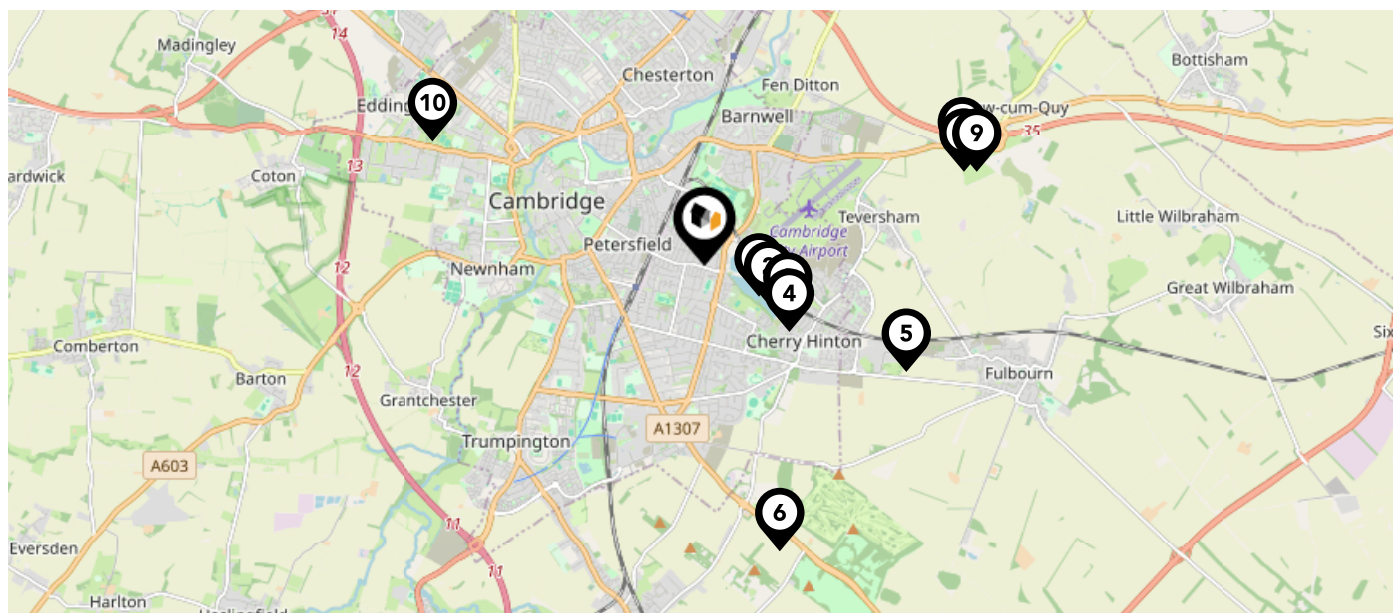 14
Madingley
Chesterton
Bottisham
Fen Ditton
10
Edding
w-cum-Quy
Barnwell
9
35
13
ardwick
Coton
Cambridge
Little Wilbraham
Teversham
Cambridge
y Airport
Petersfield
12
Newnham
4
Great Wilbraham
5
Six
Comberton
Cherry Hinton
12
Barton
Fulbourn
Grantchester
A1307
Trumpington
A603
6
11
Eversden
11
Harlton